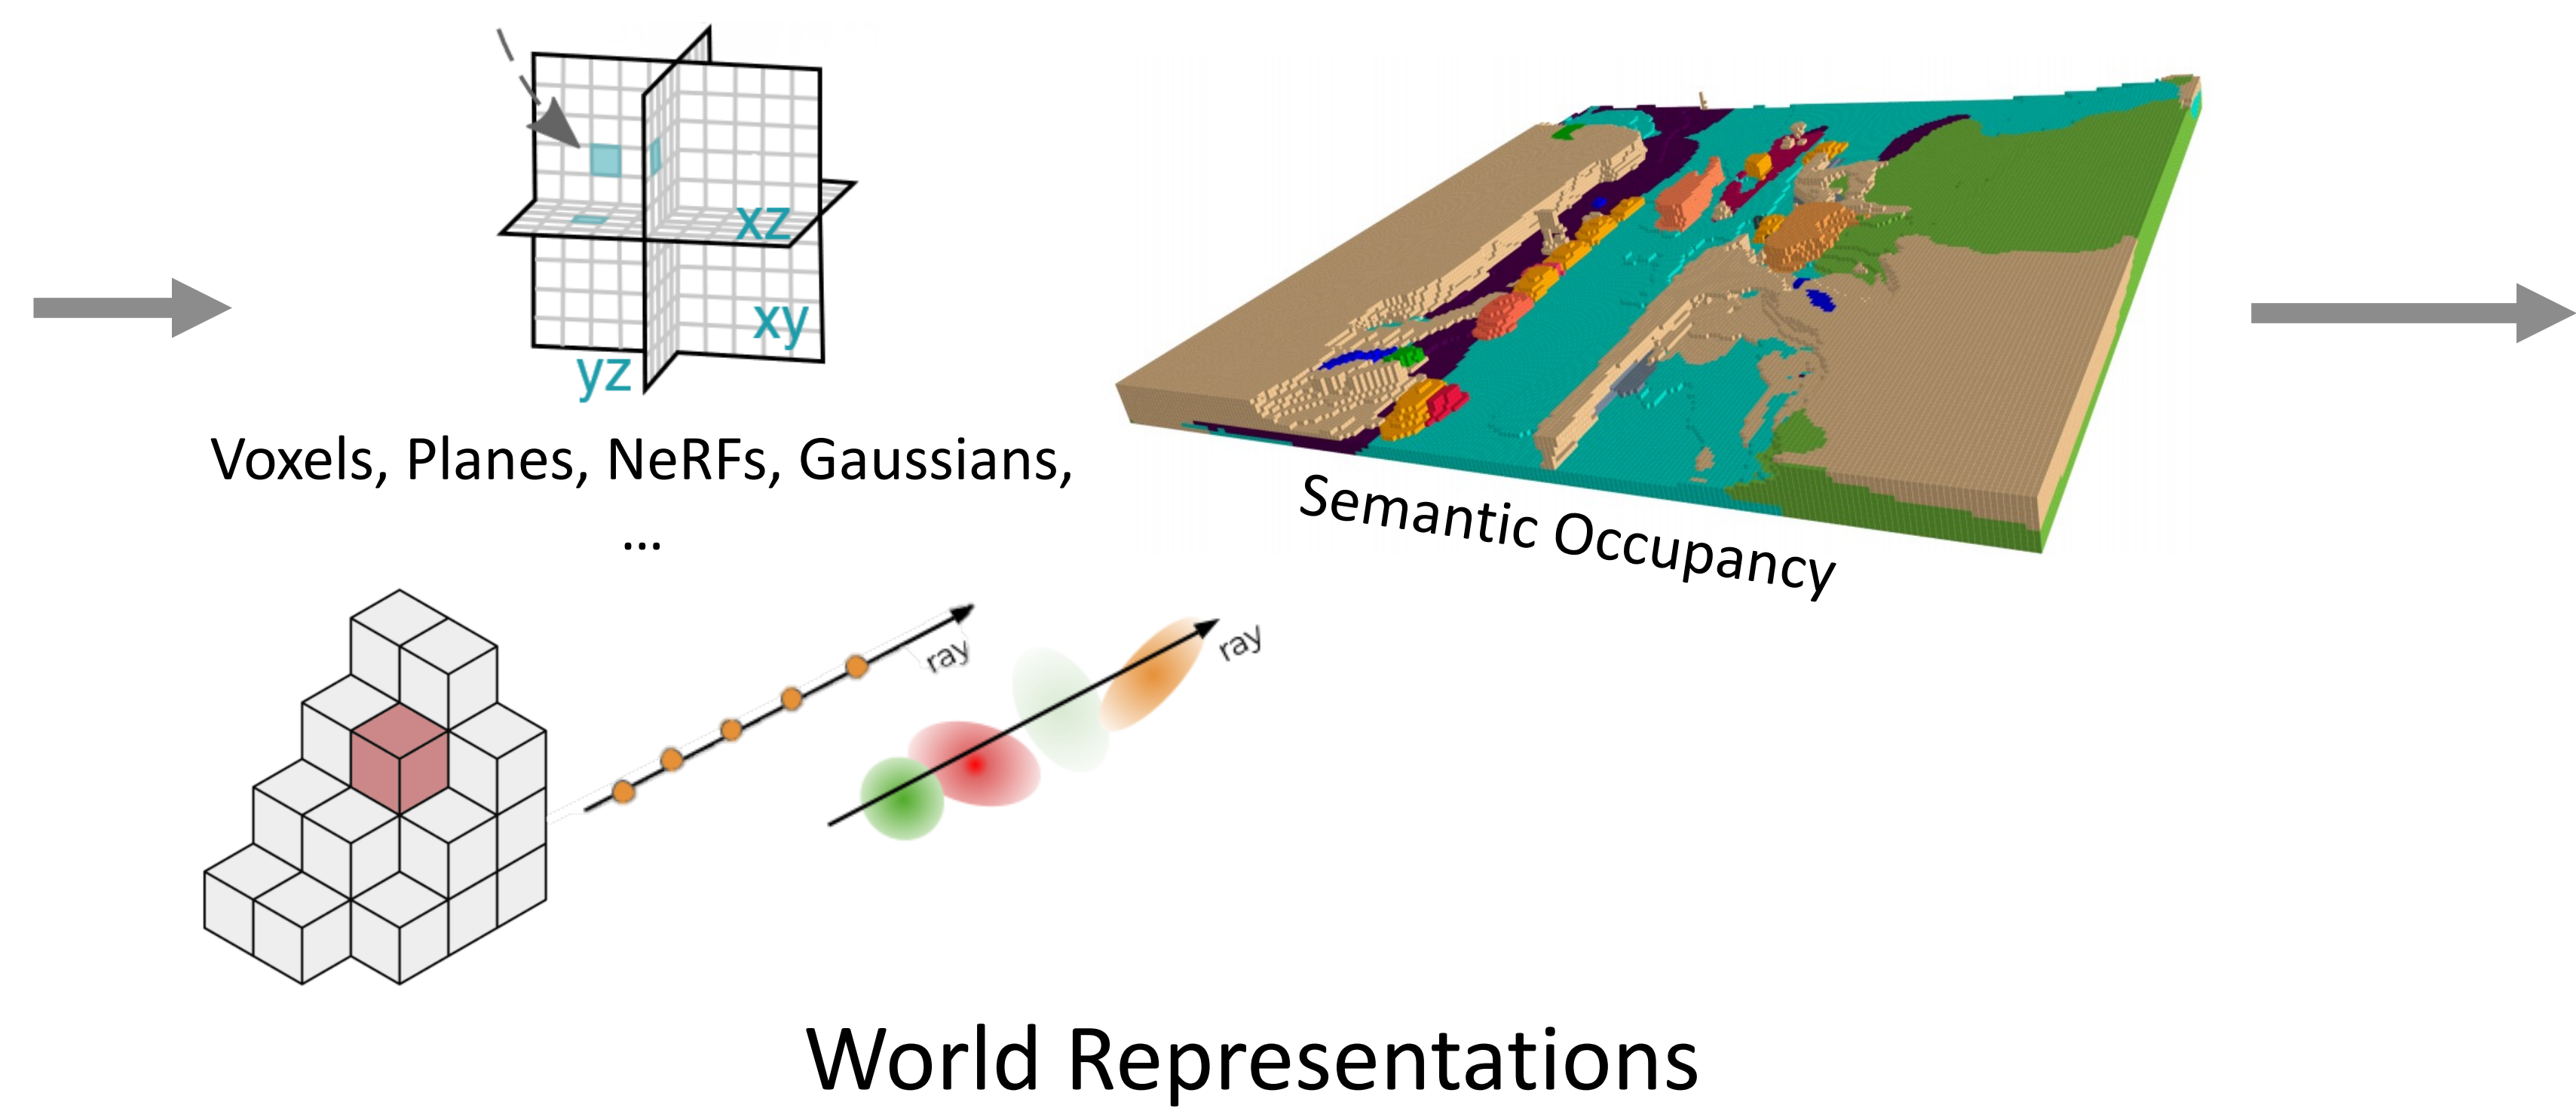 xz
xy
yz
Voxels, Planes, NeRFs, Gaussians,
...
Semantic Occupancy
ray
ray
World Representations